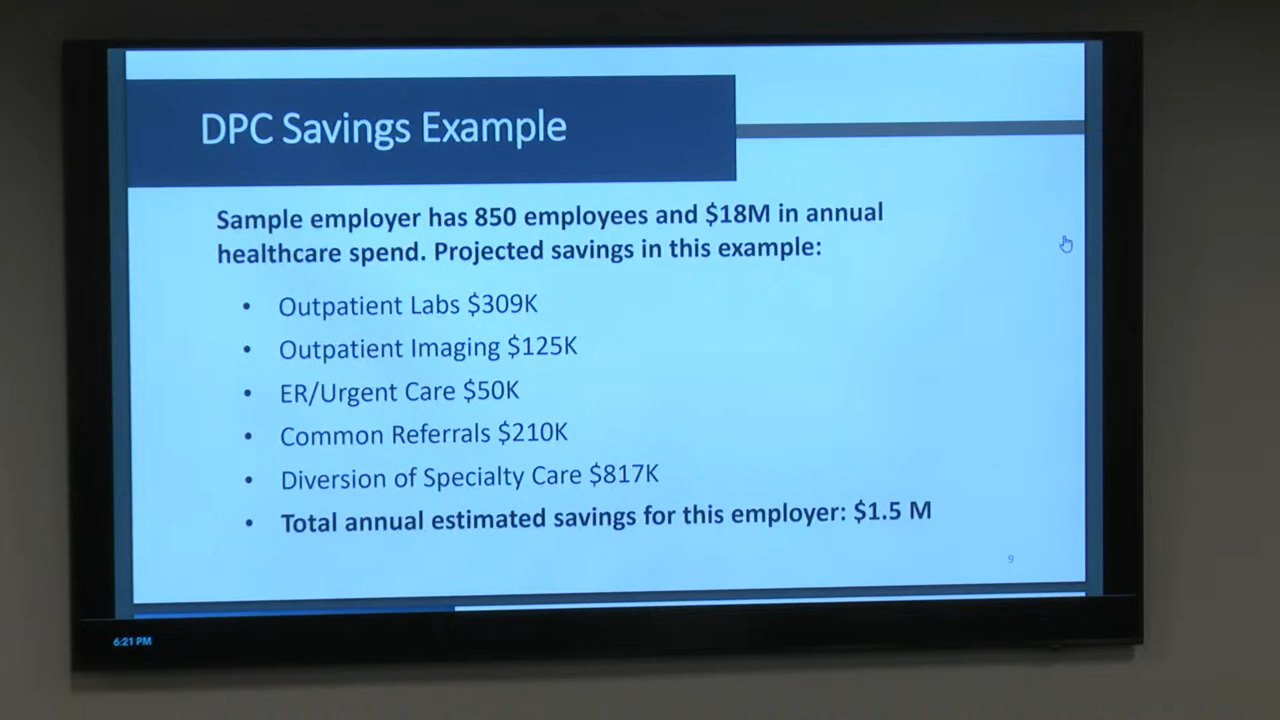 DPC Savings Example
Sample employer has 850 employees and $18M in annual
healthcare spend. Projected savings in this example:
• Outpatient Labs $309K
• Outpatient Imaging $125K
• ER/Urgent Care $50K
• Common Referrals $210K
• Diversion of Specialty Care $817K
• Total annual estimated savings for this employer: $1.5 M
9
6:21 PM